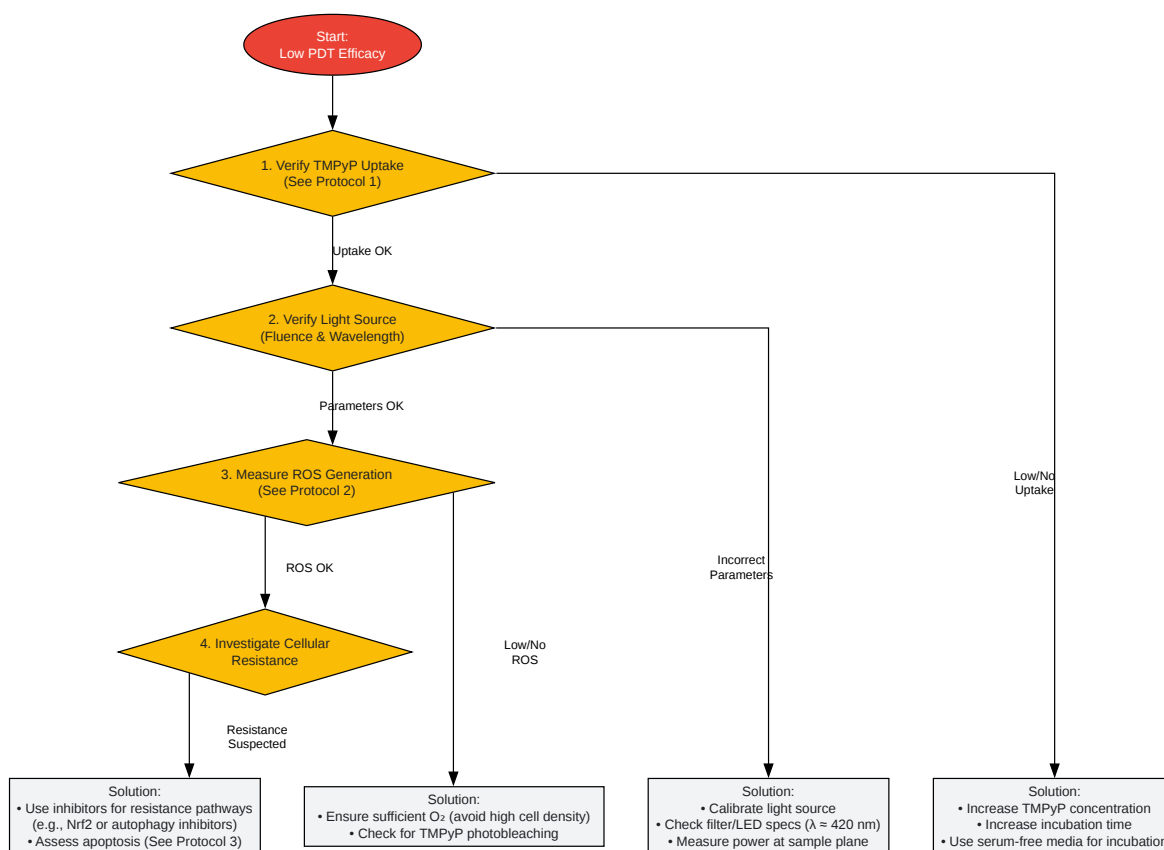 Start:
Low PDT Efficacy
1. Verify TMPyP Uptake
(See Protocol 1)
Uptake OK
2. Verify Light Source
(Fluence & Wavelength)
Parameters OK
3. Measure ROS Generation
(See Protocol 2)
Low/No
Uptake
Incorrect
Parameters
ROS OK
4. Investigate Cellular
Resistance
Low/No
ROS
Resistance
Suspected
Solution:
• Use inhibitors for resistance pathways
(e.g., Nrf2 or autophagy inhibitors)
• Assess apoptosis (See Protocol 3)
Solution:
• Ensure sufficient O₂ (avoid high cell density)
• Check for TMPyP photobleaching
Solution:
• Calibrate light source
• Check filter/LED specs (λ ≈ 420 nm)
• Measure power at sample plane
Solution:
• Increase TMPyP concentration
• Increase incubation time
• Use serum-free media for incubation